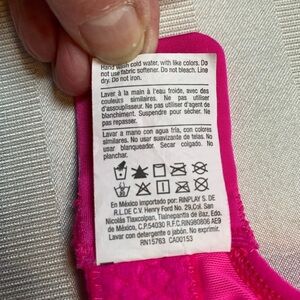 Hand wash cold water, with like colors. Do
not use fabric softener. Do not bleach. Line
dry. Do not iron.
Laver à la main à l'eau froide, avec des
couleurs similaires. Ne pas utiliser
d'assouplisseur. Ne pas utiliser d'agent de
blanchiment. Suspendre pour sécher. Ne
pas repasser.
Lavar a mano con agua fría, con colores
similares. No usar suavizante de telas. No
usar blanqueador. Secar colgado. No
planchar.
En México importado por: RINPLAY S. DE
R.L.DE C.V. Henry Ford No. 29,Col. San
Nicolás Tlaxcolpan, Tlalnepantla de Baz, Edo.
de México, C.P.54030 R.F.C.RIN980806 AE9
Lavar con detergente o jabón. No exprimir.
RN15763 CA00153